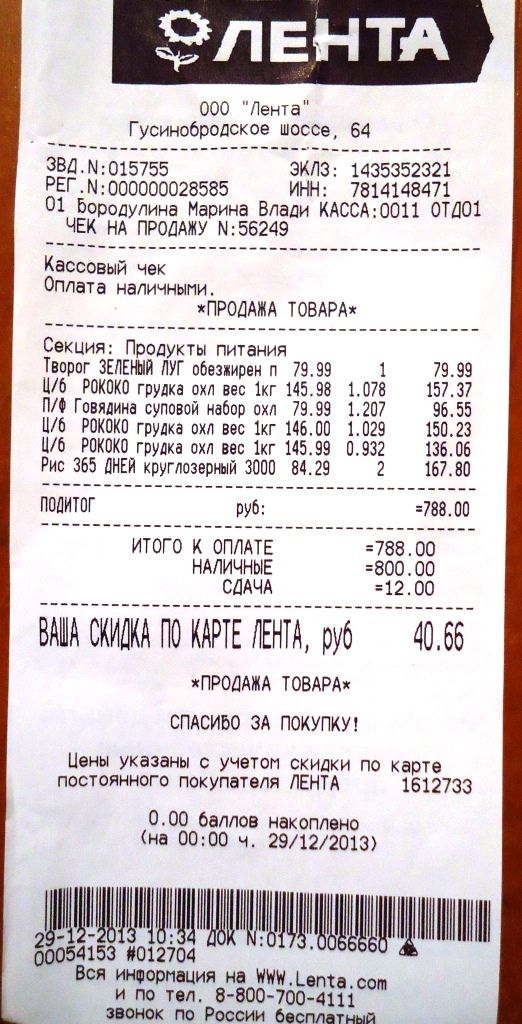 ЛЕНТА
ООО "Лента"
Гусинобродское шоссе, 64
ЗВД.N:015755 ЭКЛЗ: 1435352321
РЕГ.N:000000028585 ИНН: 7814148471
01 Бородулина Марина Влади КАССА:0011 ОТД01
ЧЕК НА ПРОДАЖУ N:56249
Кассовый чек
Оплата наличными.
*ПРОДАЖА ТОВАРА*
Секция: Продукты питания
Творог ЗЕЛЕНЫЙ ЛУГ обезжирен п 79.99 1 79.99
Ц/б РОКОКО грудка охл вес 1кг 145.98 1.078 157.37
П/Ф Говядина суповой набор охл 79.99 1.207 96.55
Ц/б РОКОКО грудка охл вес 1кг 146.00 1.029 150.23
Ц/б РОКОКО грудка охл вес 1кг 145.99 0.932 136.06
Рис 365 ДНЕЙ круглозерный 3000 84.29 2 167.80
ПОДИТОГ руб: =788.00
ИТОГО К ОПЛАТЕ =788.00
НАЛИЧНЫЕ =800.00
СДАЧА =12.00
ВАША СКИДКА ПО КАРТЕ ЛЕНТА, руб 40.66
*ПРОДАЖА ТОВАРА*
СПАСИБО ЗА ПОКУПКУ!
Цены указаны с учетом скидки по карте
постоянного покупателя ЛЕНТА 1612733
0.00 баллов накоплено
(на 00:00 ч. 29/12/2013)
29-12-2013 10:34 ДОК N:0173.0066660
00054153 #012704
Вся информация на WWW.Lenta.com
и по тел. 8-800-700-4111
звонок по России бесплатный